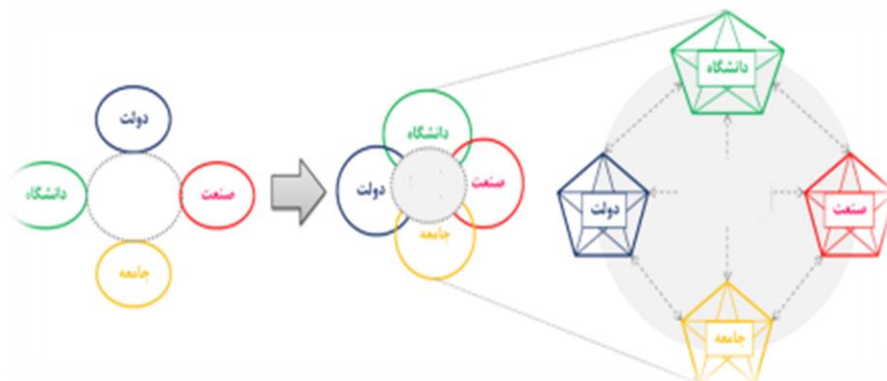 دولت
دانشگاه
صنعت
جامعه
دانشگاه
دولت
صنعت
جامعه
دانشگاه
دولت
صنعت
جامعه